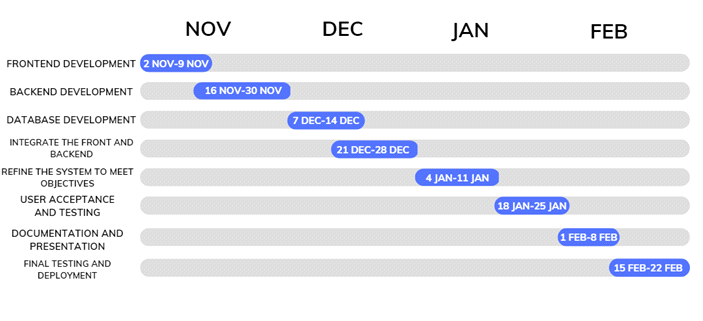 NOV DEC JAN FEB
FRONTEND DEVELOPMENT 2 NOV-9 NOV
BACKEND DEVELOPMENT 16 NOV-30 NOV
DATABASE DEVELOPMENT 7 DEC-14 DEC
INTEGRATE THE FRONT AND
BACKEND
21 DEC-28 DEC
REFINE THE SYSTEM TO MEET
OBJECTIVES
4 JAN-11 JAN
USER ACCEPTANCE
AND TESTING
18 JAN-25 JAN
DOCUMENTATION AND
PRESENTATION
1 FEB-8 FEB
FINAL TESTING AND
DEPLOYMENT
15 FEB-22 FEB